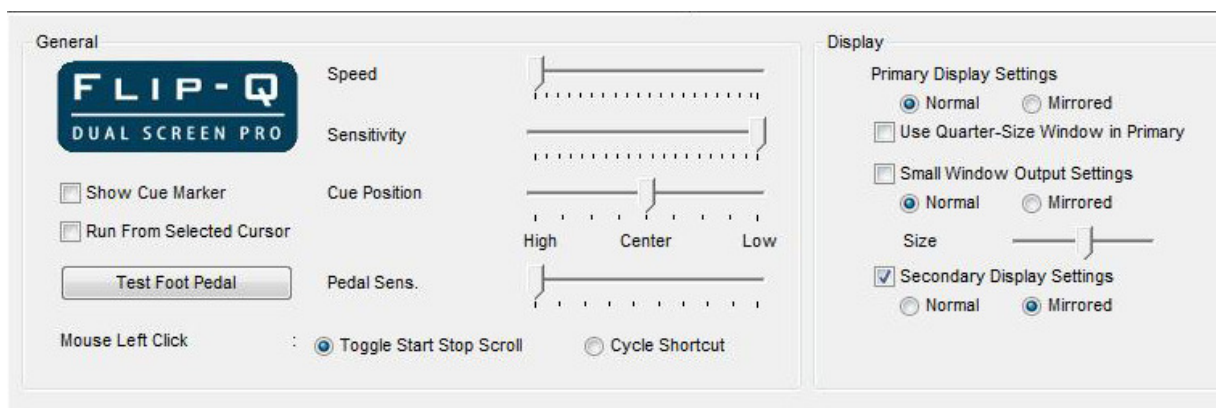 General
FLIP-Q
DUAL SCREEN PRO
Show Cue Marker
Run From Selected Cursor
Test Foot Pedal
Speed
Sensitivity
Cue Position
High Center Low
Pedal Sens.
Mouse Left Click : Toggle Start Stop Scroll Cycle Shortcut
Display
Primary Display Settings
Normal Mirrored
Use Quarter-Size Window in Primary
Small Window Output Settings
Normal Mirrored
Size
Secondary Display Settings
Normal Mirrored